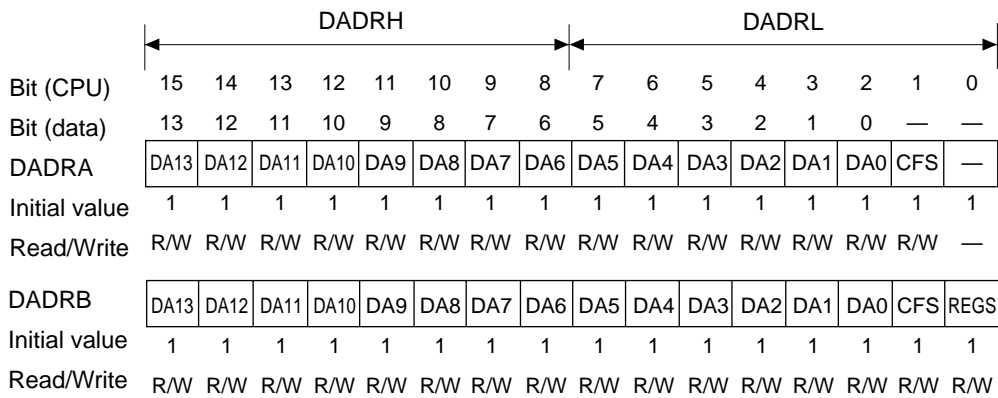 DADRH DADRL
Bit (CPU) 15 14 13 12 11 10 9 8 7 6 5 4 3 2 1 0
Bit (data) 13 12 11 10 9 8 7 6 5 4 3 2 1 0 — —
DADRA DA13 DA12 DA11 DA10 DA9 DA8 DA7 DA6 DA5 DA4 DA3 DA2 DA1 DA0 CFS —
Initial value 1 1 1 1 1 1 1 1 1 1 1 1 1 1 1 1
Read/Write R/W R/W R/W R/W R/W R/W R/W R/W R/W R/W R/W R/W R/W R/W R/W —
DADRB DA13 DA12 DA11 DA10 DA9 DA8 DA7 DA6 DA5 DA4 DA3 DA2 DA1 DA0 CFS REGS
Initial value 1 1 1 1 1 1 1 1 1 1 1 1 1 1 1 1
Read/Write R/W R/W R/W R/W R/W R/W R/W R/W R/W R/W R/W R/W R/W R/W R/W R/W